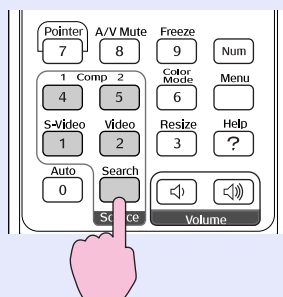 Pointer A/V Mute Freeze
7 8 9 Num
1 Comp 2 Color Mode Menu
4 5 6
S-Video Video Resize Help
1 2 3 ?
Auto Search
0
Source Volume